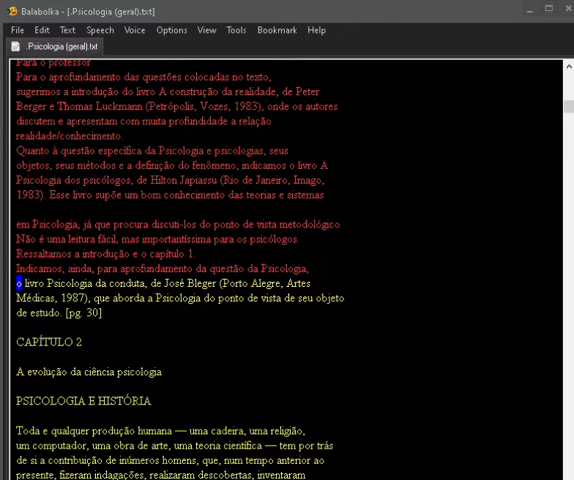 Balabolka - [.Psicologia (geral).txt]
File Edit Text Speech Voice Options View Tools Bookmark Help
.Psicologia (geral).txt
Para o professor
Para o aprofundamento das questões colocadas no texto,
sugerimos a introdução do livro A construção da realidade, de Peter
Berger e Thomas Luckmann (Petrópolis, Vozes, 1983), onde os autores
discutem e apresentam com muita profundidade a relação
realidade/conhecimento.
Quanto à questão específica da Psicologia e psicologias, seus
objetos, seus métodos e a definição do fenômeno, indicamos o livro A
Psicologia dos psicólogos, de Hilton Japiassu (Rio de Janeiro, Imago,
1983). Esse livro supõe um bom conhecimento das teorias e sistemas
em Psicologia, já que procura discuti-los do ponto de vista metodológico.
Não é uma leitura fácil, mas importantíssima para os psicólogos.
Ressaltamos a introdução e o capítulo 1.
Indicamos, ainda, para aprofundamento da questão da Psicologia,
o livro Psicologia da conduta, de José Bleger (Porto Alegre, Artes
Médicas, 1987), que aborda a Psicologia do ponto de vista de seu objeto
de estudo. [pg. 30]
CAPÍTULO 2
A evolução da ciência psicologia
PSICOLOGIA E HISTÓRIA
Toda e qualquer produção humana — uma cadeira, uma religião,
um computador, uma obra de arte, uma teoria científica — tem por trás
de si a contribuição de inúmeros homens, que, num tempo anterior ao
presente, fizeram indagações, realizaram descobertas, inventaram